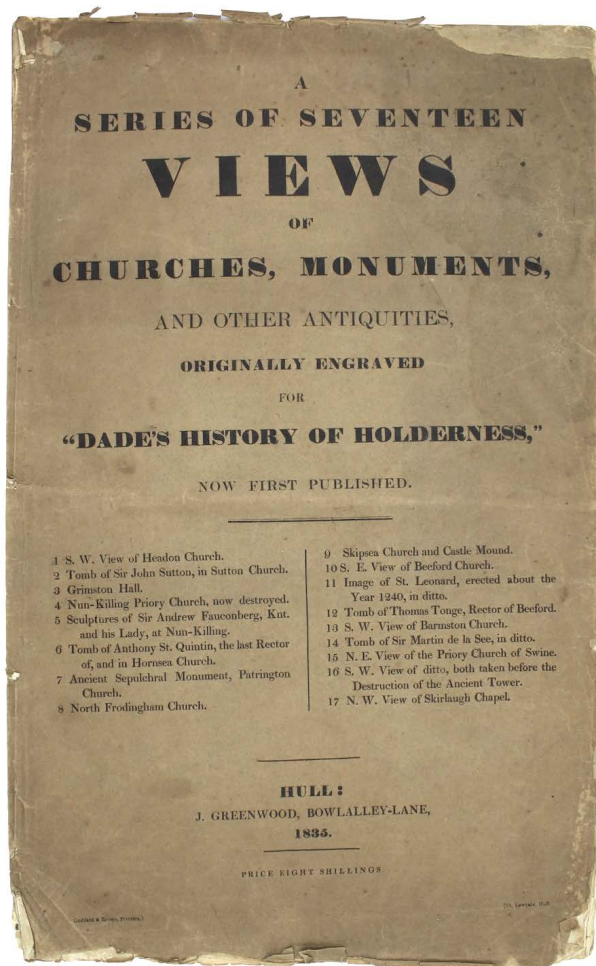 A
SERIES OF SEVENTEEN
VIEWS
OF
CHURCHES, MONUMENTS,
AND OTHER ANTIQUITIES,
ORIGINALLY ENGRAVED
FOR
“DADE’S HISTORY OF HOLDERNESS,”
NOW FIRST PUBLISHED.
1 S. W. View of Headon Church.
2 Tomb of Sir John Sutton, in Sutton Church.
3 Grimston Hall.
4 Nun-Killing Priory Church, now destroyed.
5 Sculptures of Sir Andrew Fauconberg, Knt.
and his Lady, at Nun-Killing.
6 Tomb of Anthony St. Quintin, the last Rector
of, and in Hornsea Church.
7 Ancient Sepulchral Monument, Patrington
Church.
8 North Frodingham Church.
9 Skipsea Church and Castle Mound.
10 S. E. View of Beeford Church.
11 Image of St. Leonard, erected about the
Year 1240, in ditto.
12 Tomb of Thomas Tonge, Rector of Beeford.
13 S. W. View of Barmston Church.
14 Tomb of Sir Martin de la See, in ditto.
15 N. E. View of the Priory Church of Swine.
16 S. W. View of ditto, both taken before the
Destruction of the Ancient Tower.
17 N. W. View of Skirlaugh Chapel.
HULL:
J. GREENWOOD, BOWLALLEY-LANE,
1835.
PRICE EIGHT SHILLINGS
Lowgate, Hull
Printers.)